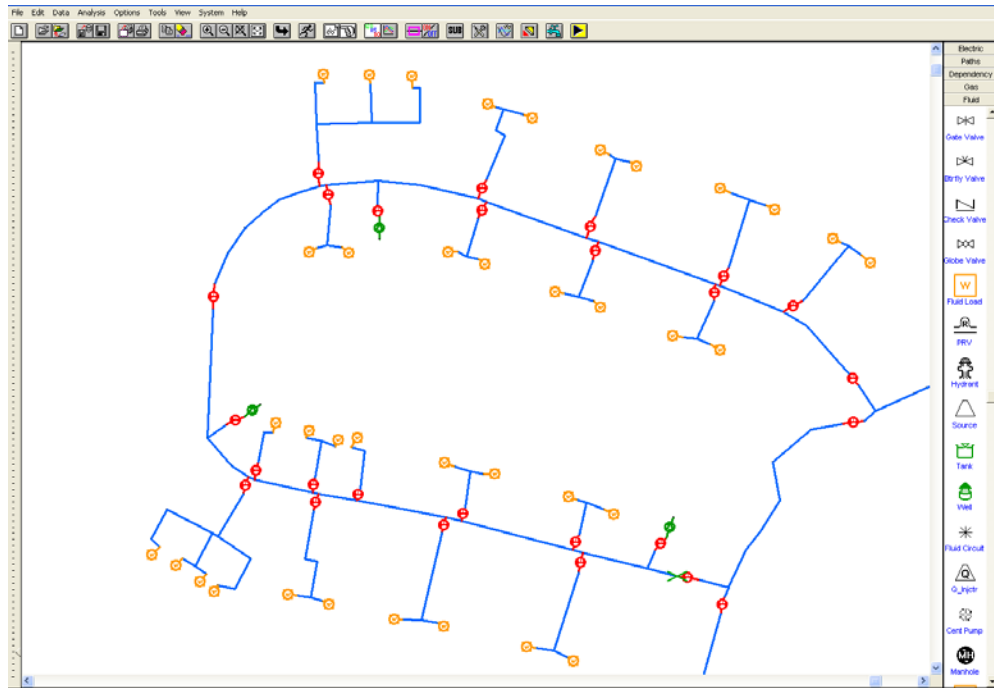 File Edit Data Analysis Options Tools View System Help
SUB
Electric
Paths
Dependency
Gas
Fluid
Gate Valve
Btrfly Valve
Check Valve
Globe Valve
W
Fluid Load
R
PRV
Hydrant
Source
Tank
Well
Fluid Circuit
Q
Q_Injctr
Cent Pump
MH
Manhole